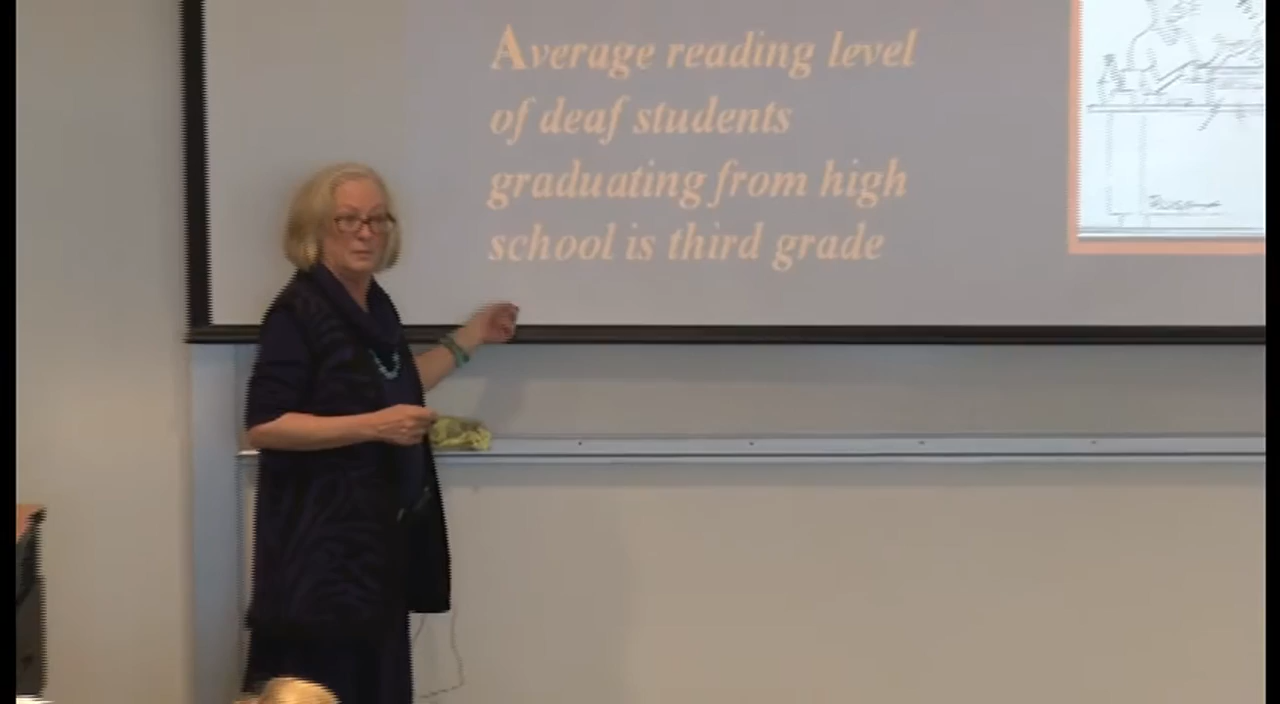 Average reading level
of deaf students
graduating from high
school is third grade